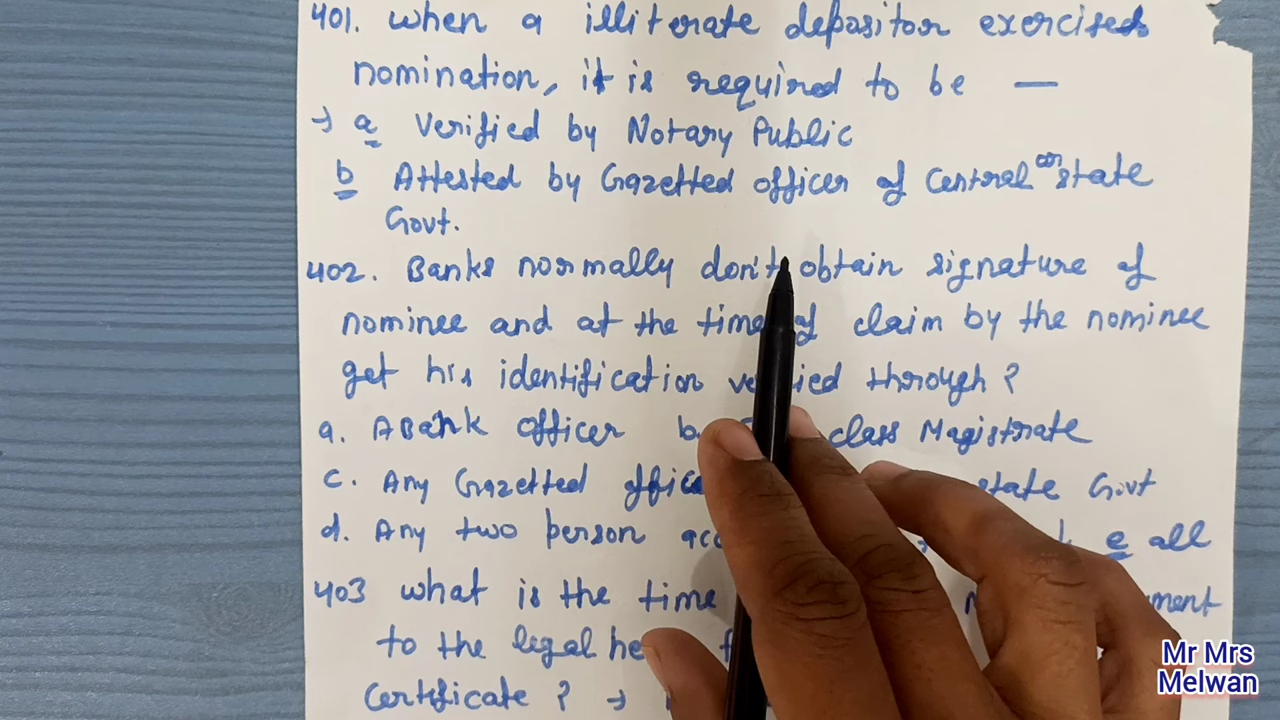 401. When a illiterate depositor exercised
nomination, it is required to be —
→ a Verified by Notary Public
b Attested by Gazetted officer of Central or state
Govt.
402. Banks normally don't obtain signature of
nominee and at the time of claim by the nominee
get his identification through?
a. A Bank officer b. class Magistrate
c. Any Gazetted state Govt
d. Any two person e all
403 What is the time
to the legal
certificate? →
Mr Mrs
Melwan